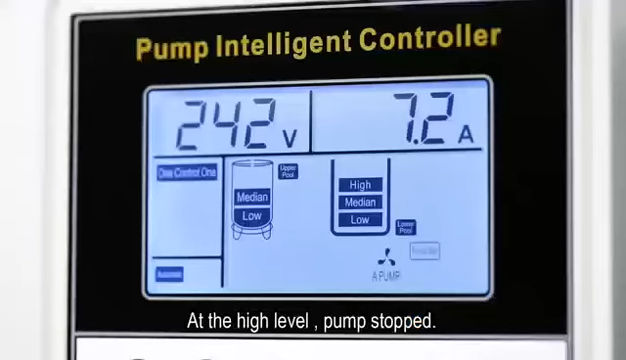 Pump Intelligent Controller
242 V
7.2 A
One Control One
Upper Pool
Median
Low
High
Median
Low
Lower Pool
Automatic
A PUMP
At the high level , pump stopped.